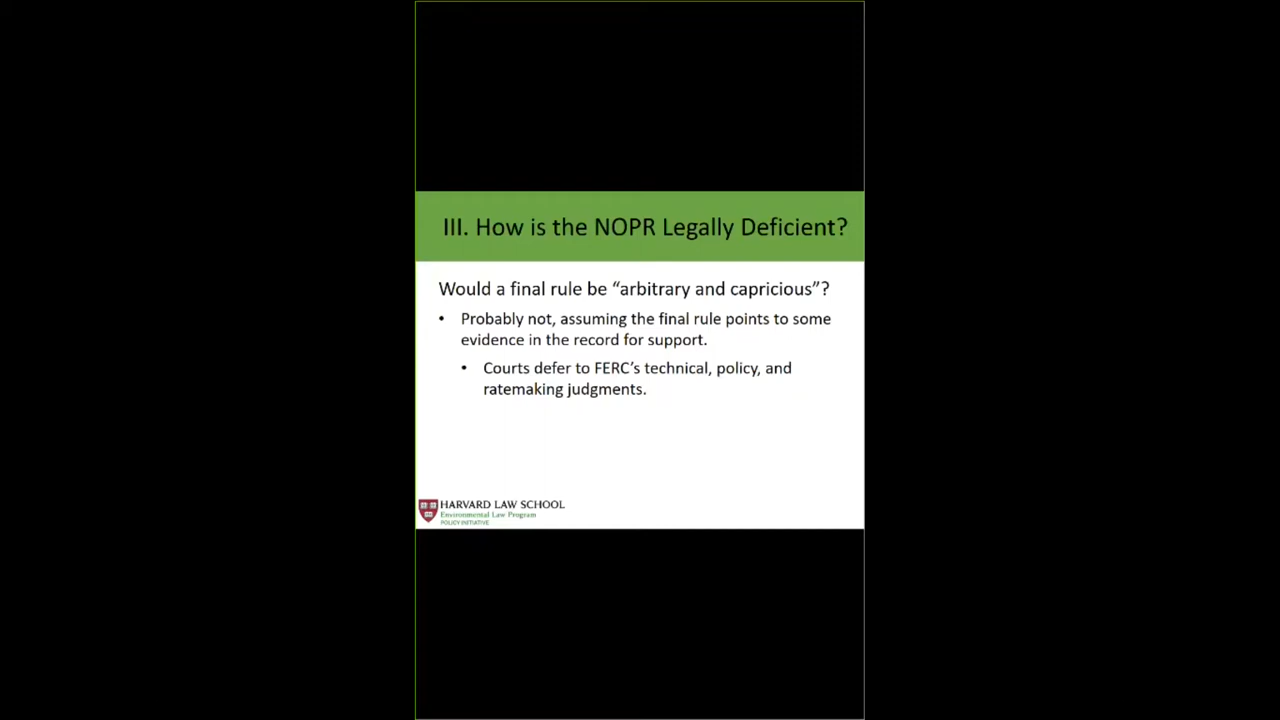 III. How is the NOPR Legally Deficient?
Would a final rule be “arbitrary and capricious”?
• Probably not, assuming the final rule points to some
evidence in the record for support.
• Courts defer to FERC’s technical, policy, and
ratemaking judgments.
HARVARD LAW SCHOOL
Environmental Law Program
POLICY INITIATIVE